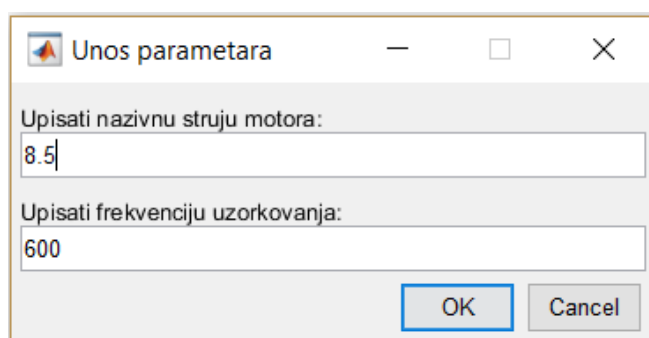 Unos parametara
Upisati nazivnu struju motora:
8.5
Upisati frekvenciju uzorkovanja:
600
OK Cancel